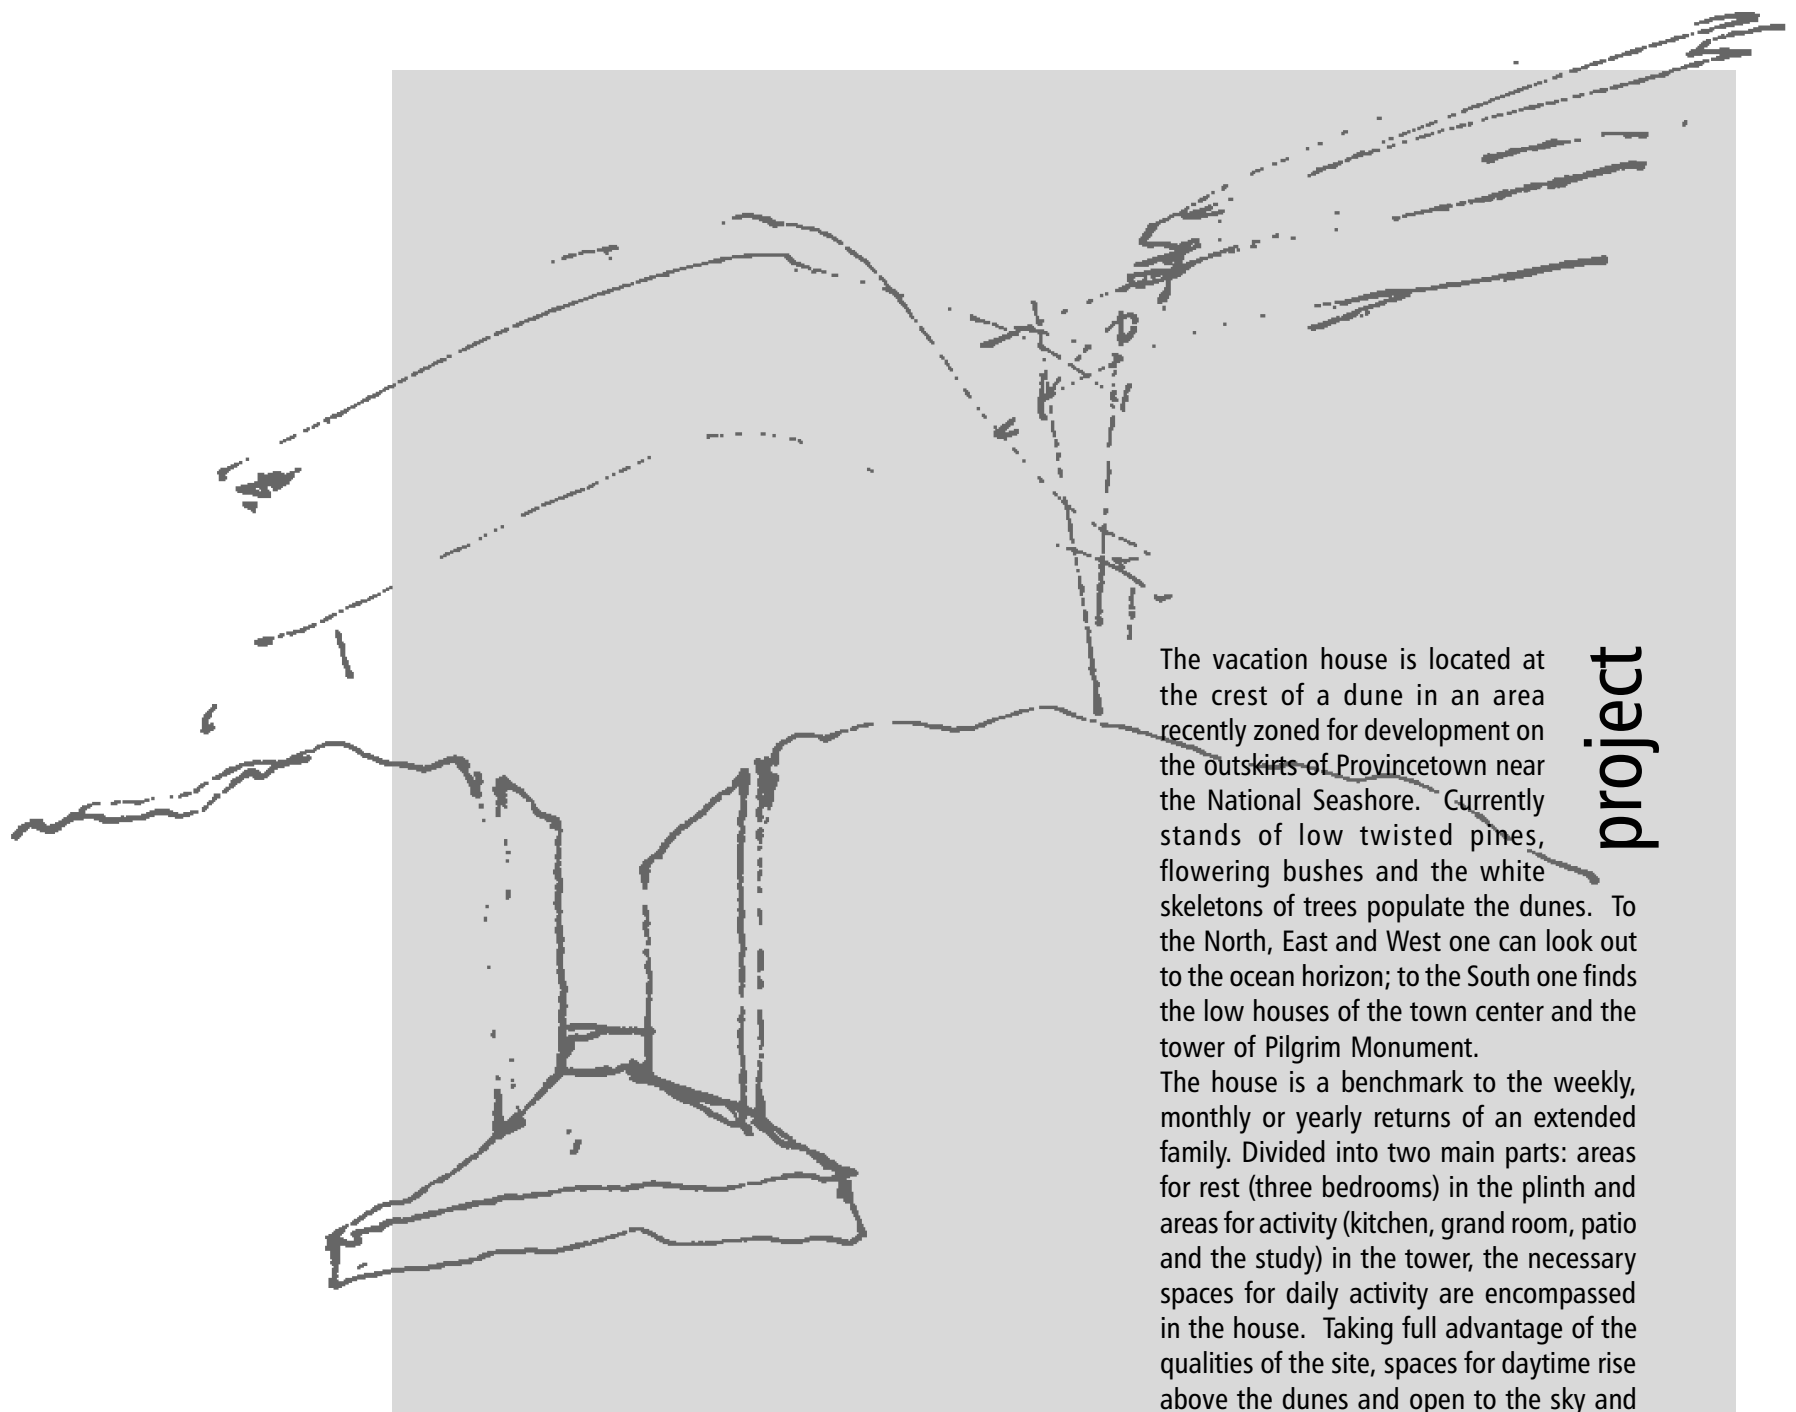 project
The vacation house is located at
the crest of a dune in an area
recently zoned for development on
the outskirts of Provincetown near
the National Seashore.  Currently
stands of low twisted pines,
flowering bushes and the white
skeletons of trees populate the dunes.  To
the North, East and West one can look out
to the ocean horizon; to the South one finds
the low houses of the town center and the
tower of Pilgrim Monument.
The house is a benchmark to the weekly,
monthly or yearly returns of an extended
family. Divided into two main parts: areas
for rest (three bedrooms) in the plinth and
areas for activity (kitchen, grand room, patio
and the study) in the tower, the necessary
spaces for daily activity are encompassed
in the house.  Taking full advantage of the
qualities of the site, spaces for daytime rise
above the dunes and open to the sky and